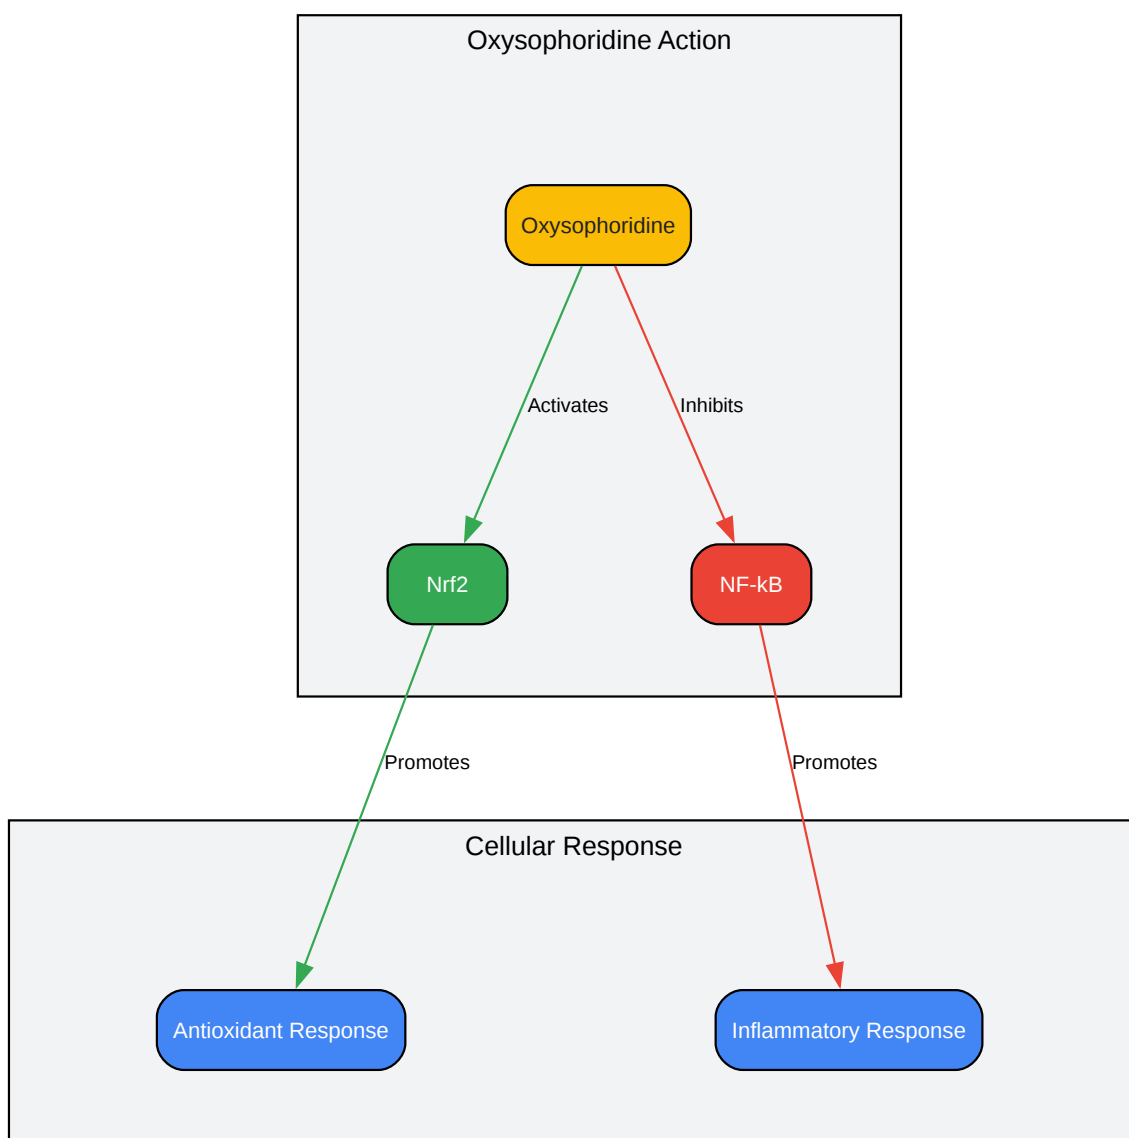 Oxysophoridine Action
Oxysophoridine
Activates
Inhibits
Nrf2
NF-kB
Promotes
Promotes
Cellular Response
Antioxidant Response
Inflammatory Response